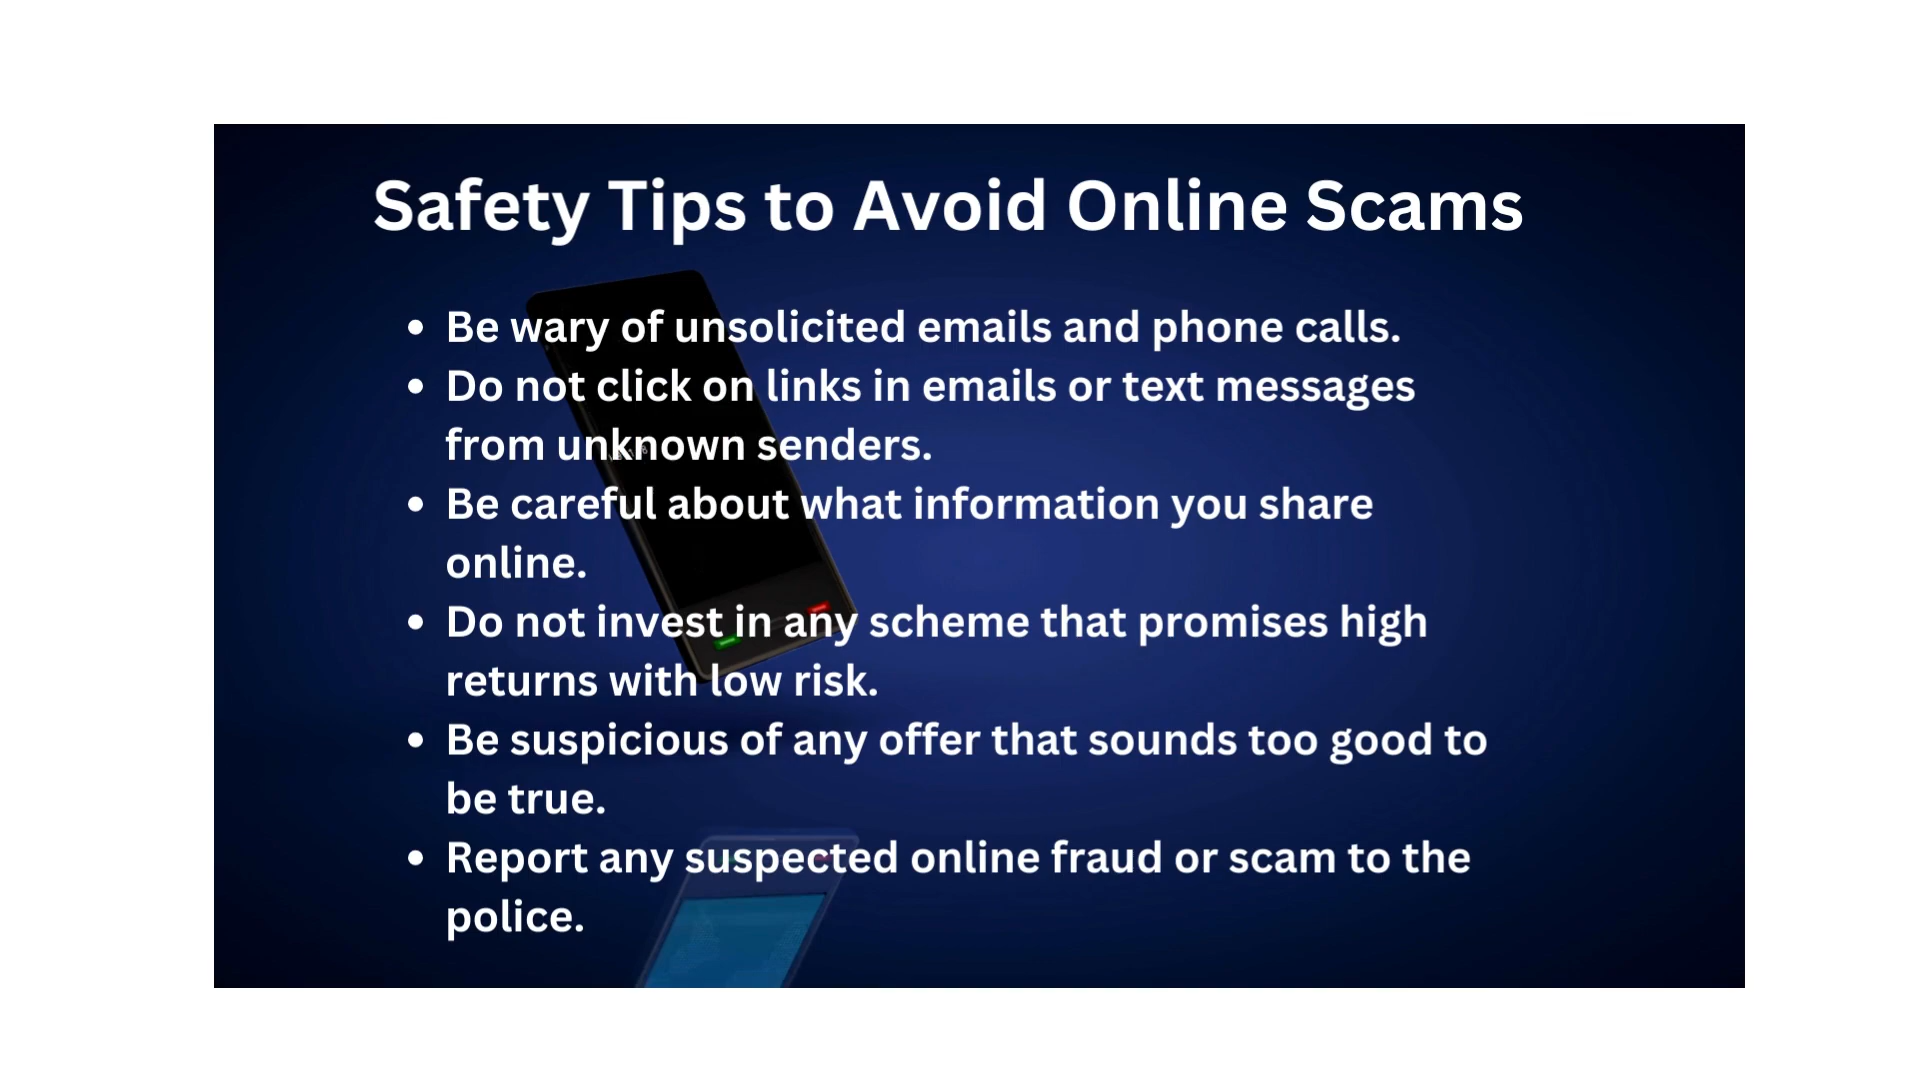 Safety Tips to Avoid Online Scams
• Be wary of unsolicited emails and phone calls.
• Do not click on links in emails or text messages
from unknown senders.
• Be careful about what information you share
online.
• Do not invest in any scheme that promises high
returns with low risk.
• Be suspicious of any offer that sounds too good to
be true.
• Report any suspected online fraud or scam to the
police.